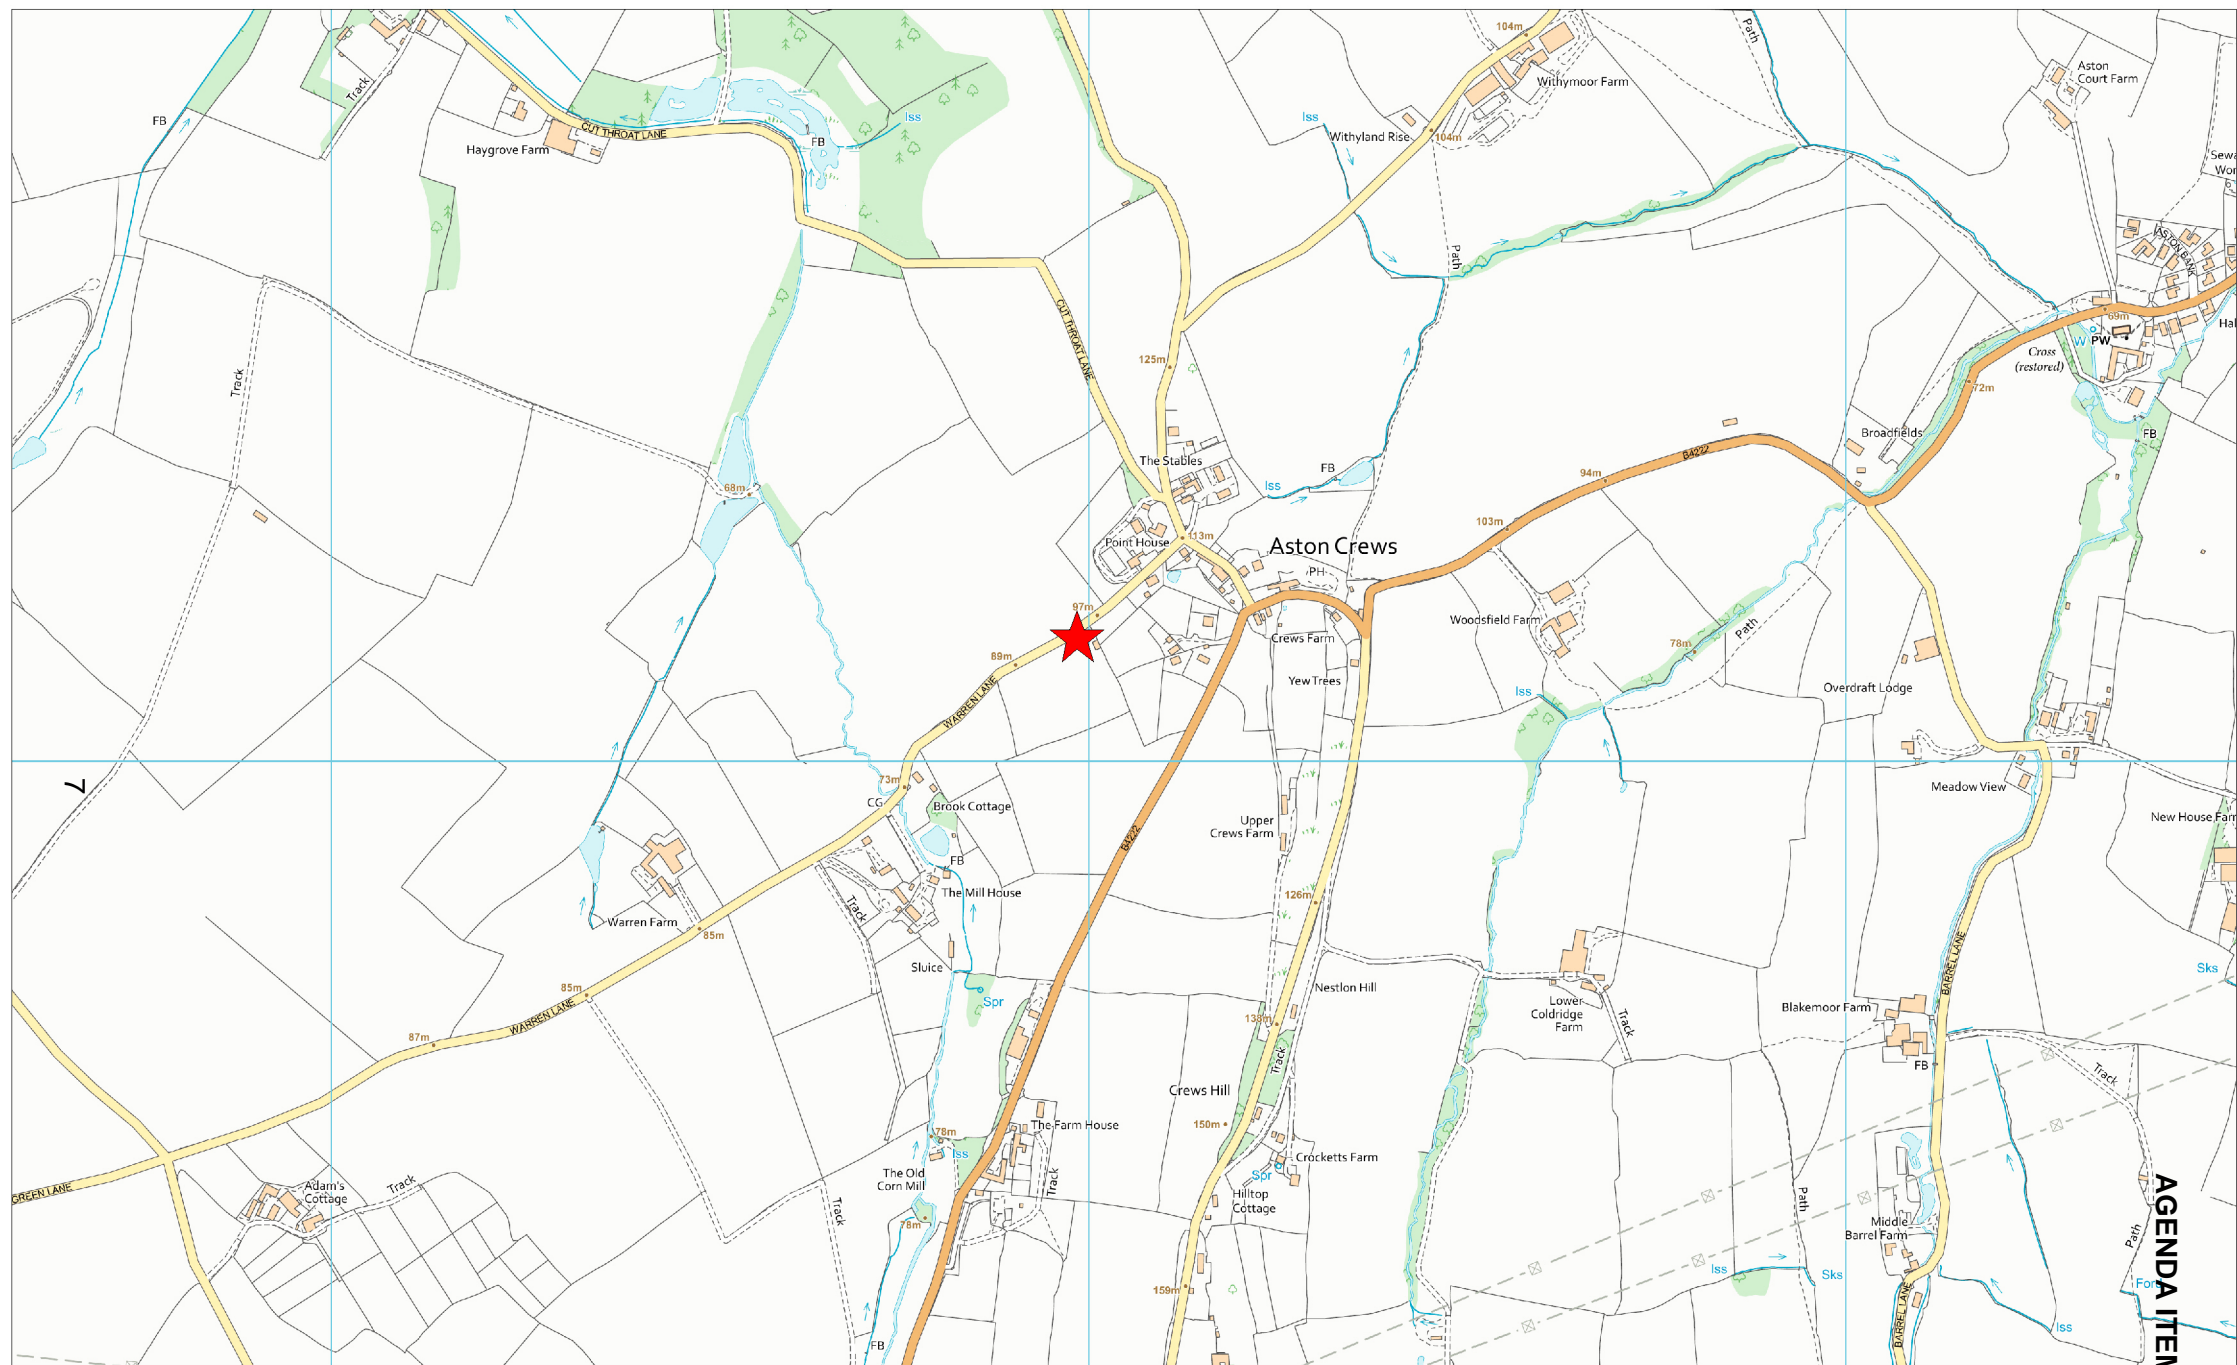 104m
Path
Aston
Court Farm
Withymoor Farm
Track
FB
Iss
Iss
CUT THROAT LANE
Haygrove Farm
FB
Withyland Rise
104m
Sewa
Wor
Path
ASTON BANK
69m
Hal
W
PW
Cross
(restored)
72m
CUT THROAT LANE
125m
Track
Broadfields
FB
The Stables
B4222
FB
94m
Iss
68m
103m
113m
Point House
Aston Crews
PH
97m
Woodsfield Farm
Crews Farm
Path
78m
89m
Yew Trees
Overdraft Lodge
Iss
WARREN LANE
73m
7
Meadow View
CG
Brook Cottage
New House Farm
Upper
Crews Farm
B4222
FB
The Mill House
126m
Track
Warren Farm
85m
Sluice
Sks
BARREL LANE
85m
Spr
Nestlon Hill
Lower
Coldridge
Farm
Blakemoor Farm
WARREN LANE
138m
Track
87m
Track
FB
Track
Crews Hill
150m
The Farm House
78m
Iss
Crocketts Farm
Spr
The Old
Corn Mill
Adam's
Cottage
Track
GREEN LANE
Track
Hilltop
Cottage
Track
Path
78m
Middle
Barrel Farm
Path
AGENDA ITEM
Iss
Sks
Ford
159m
BARREL LANE
Iss
FB